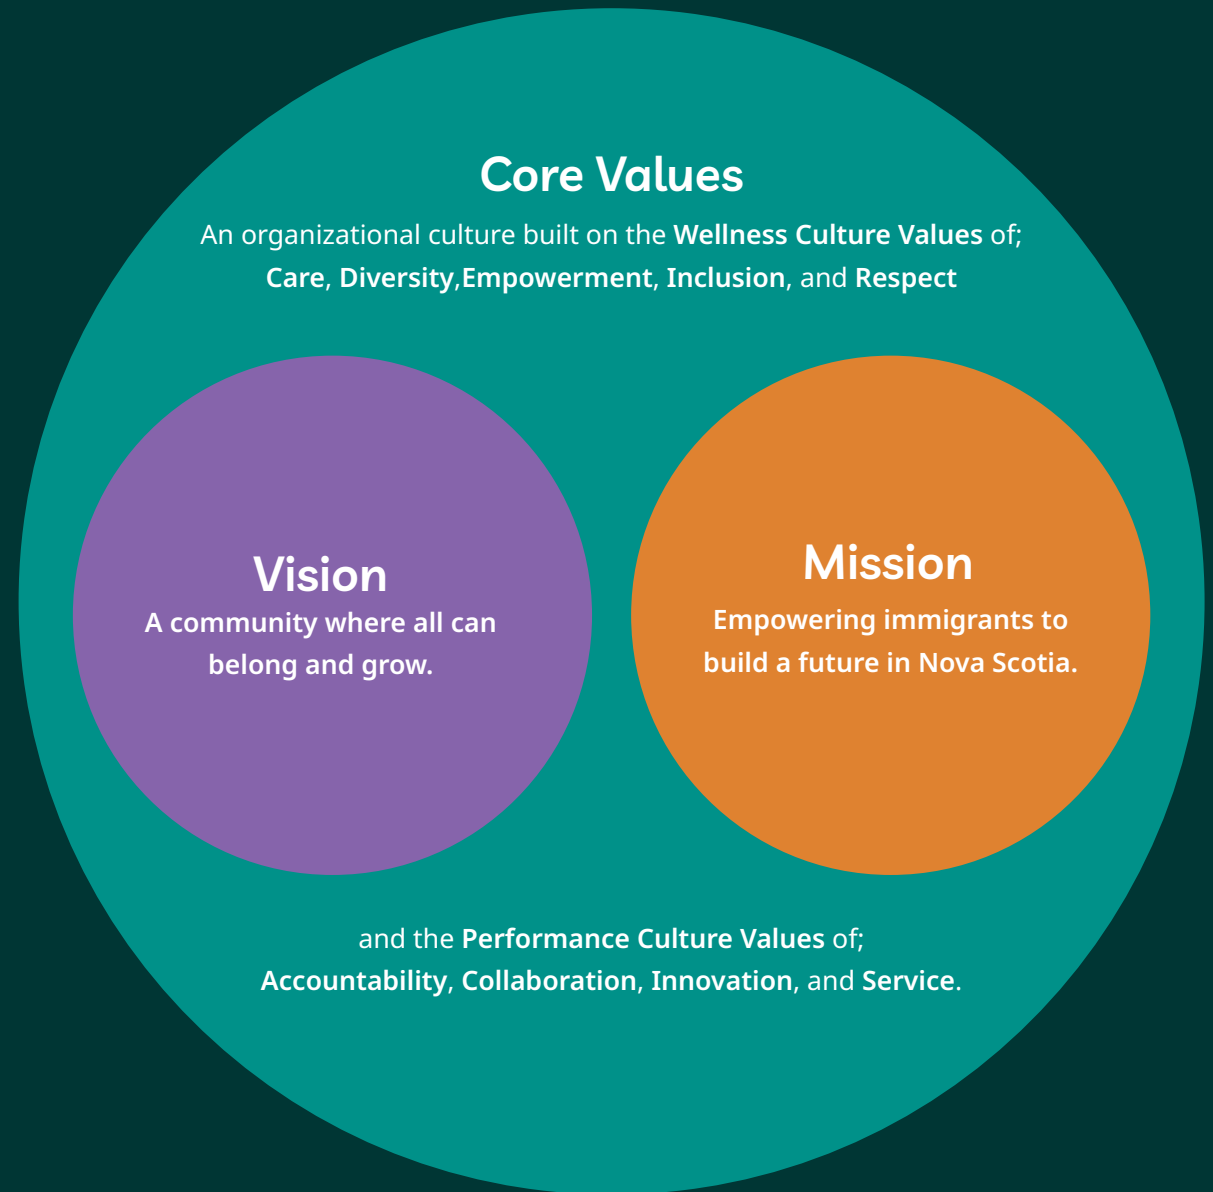 Core Values
An organizational culture built on the Wellness Culture Values of;
Care, Diversity,Empowerment, Inclusion, and Respect
Vision
A community where all can
belong and grow.
Mission
Empowering immigrants to
build a future in Nova Scotia.
and the Performance Culture Values of;
Accountability, Collaboration, Innovation, and Service.